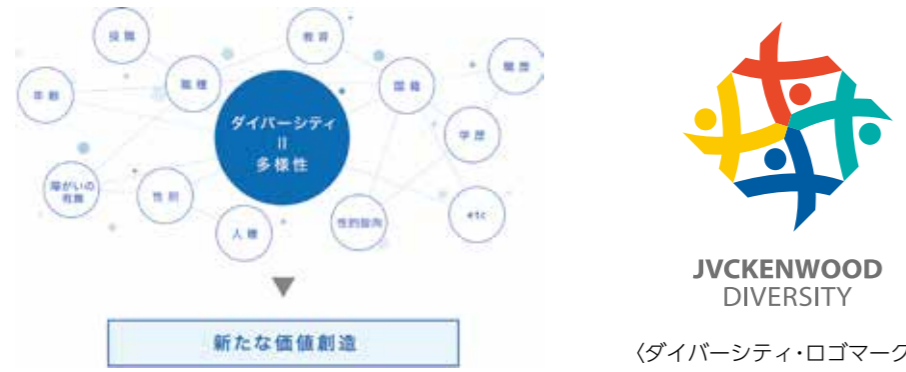 役職
教育
職歴
年齢
職種
国籍
ダイバーシティ
||
多様性
学歴
障がいの
有無
性別
人種
性的指向
etc
新たな価値創造
JVCKENWOOD
DIVERSITY
〈ダイバーシティ・ロゴマーク